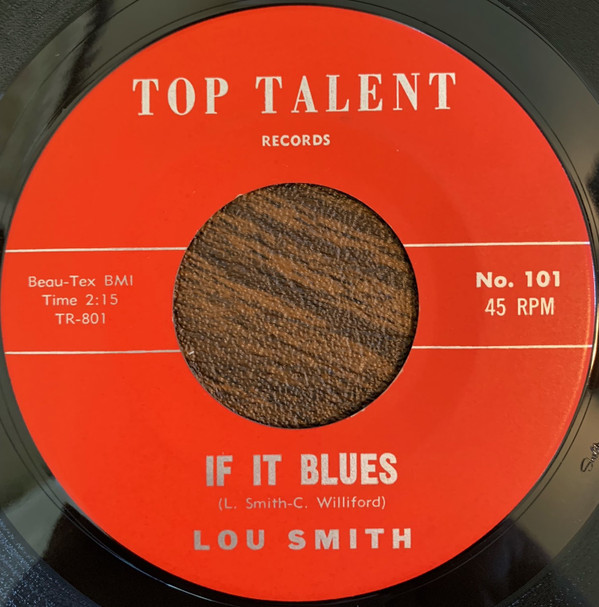 TOP TALENT
RECORDS
Beau-Tex BMI
Time 2:15
TR-801
No. 101
45 RPM
IF IT BLUES
(L. Smith-C. Williford)
LOU SMITH